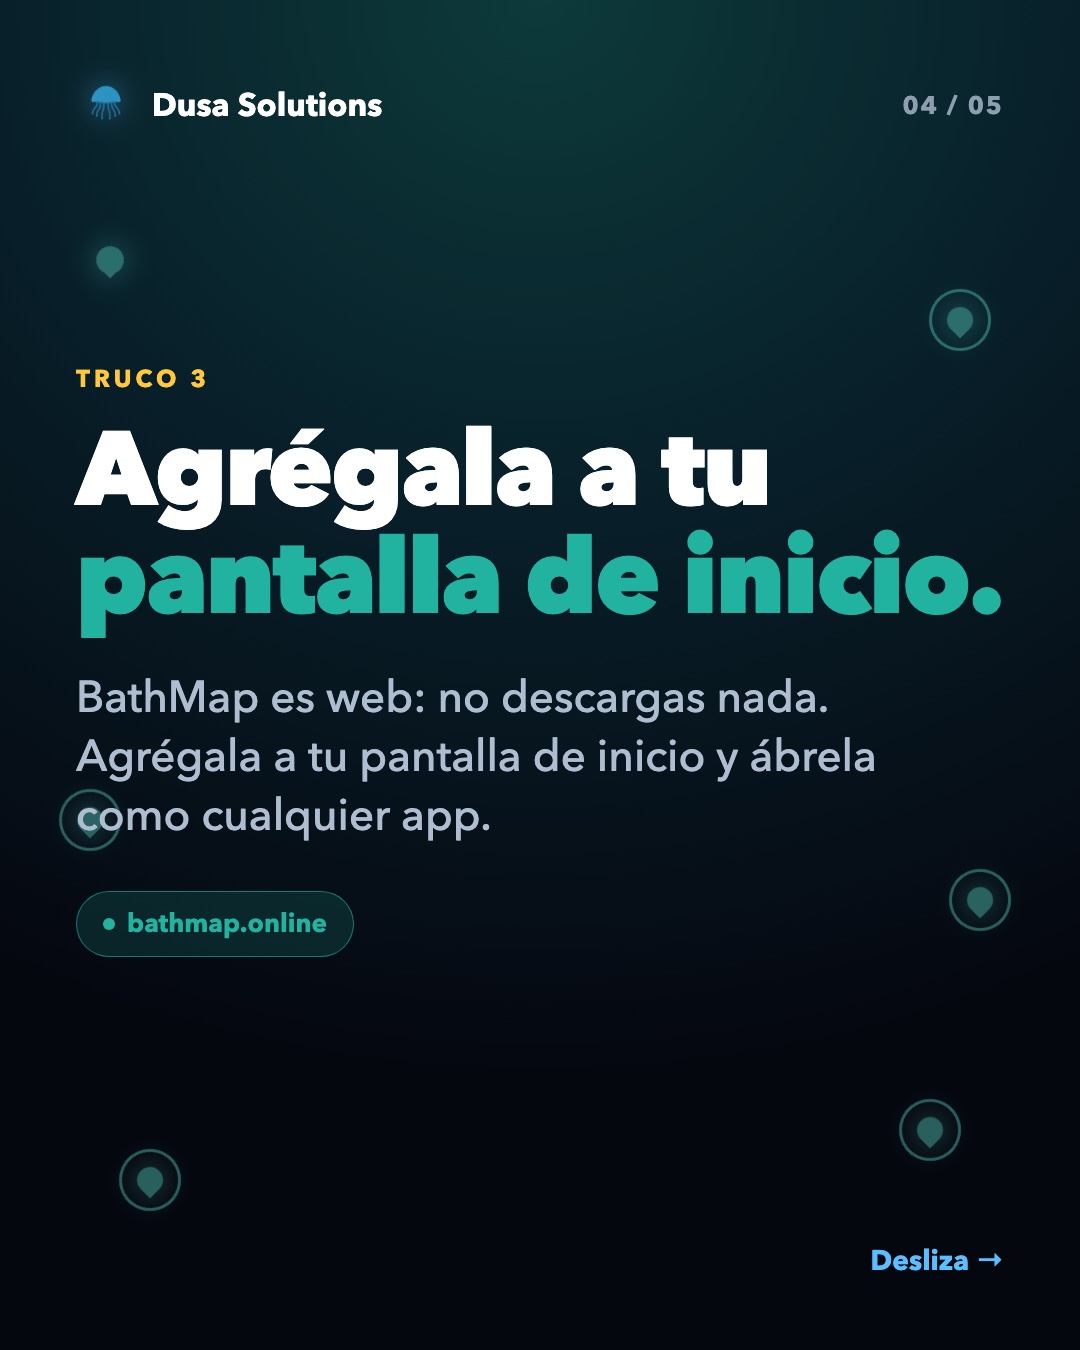 Dusa Solutions
04 / 05
TRUCO 3
Agrégala a tu
pantalla de inicio.
BathMap es web: no descargas nada.
Agrégala a tu pantalla de inicio y ábrela
como cualquier app.
bathmap.online
Desliza →